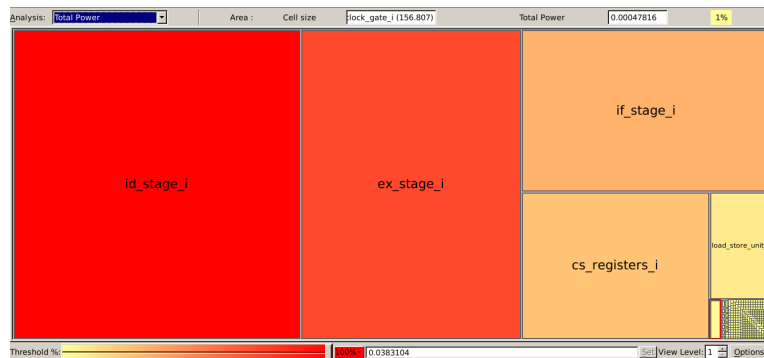 Analysis: Total Power Area : Cell size clock_gate_i (156.807) Total Power 0.00047816 1%
if_stage_i
id_stage_i ex_stage_i
load_store_unit
cs_registers_i
Threshold %: 100% 0.0383104 Set View Level: 1 Options